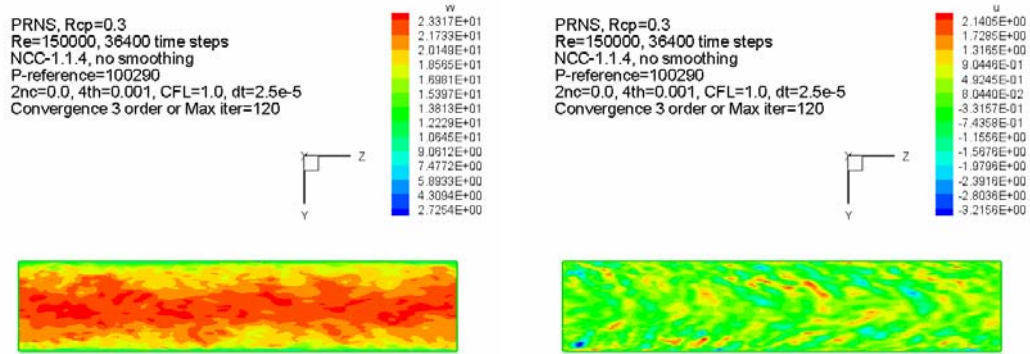 PRNS, Rcp=0.3
Re=150000, 36400 time steps
NCC-1.1.4, no smoothing
P-reference=100290
2nc=0.0, 4th=0.001, CFL=1.0, dt=2.5e-5
Convergence 3 order or Max iter=120
w
2.3317E+01
2.1733E+01
2.0149E+01
1.8565E+01
1.6981E+01
1.5397E+01
1.3813E+01
1.2229E+01
1.0645E+01
9.0612E+00
7.4772E+00
5.8933E+00
4.3094E+00
2.7254E+00
X
Z
Y
PRNS, Rcp=0.3
Re=150000, 36400 time steps
NCC-1.1.4, no smoothing
P-reference=100290
2nc=0.0, 4th=0.001, CFL=1.0, dt=2.5e-5
Convergence 3 order or Max iter=120
u
2.1405E+00
1.7285E+00
1.3165E+00
9.0446E-01
4.9245E-01
8.0440E-02
-3.3157E-01
-7.4358E-01
-1.1556E+00
-1.5676E+00
-1.9796E+00
-2.3916E+00
-2.8036E+00
-3.2156E+00
X
Z
Y